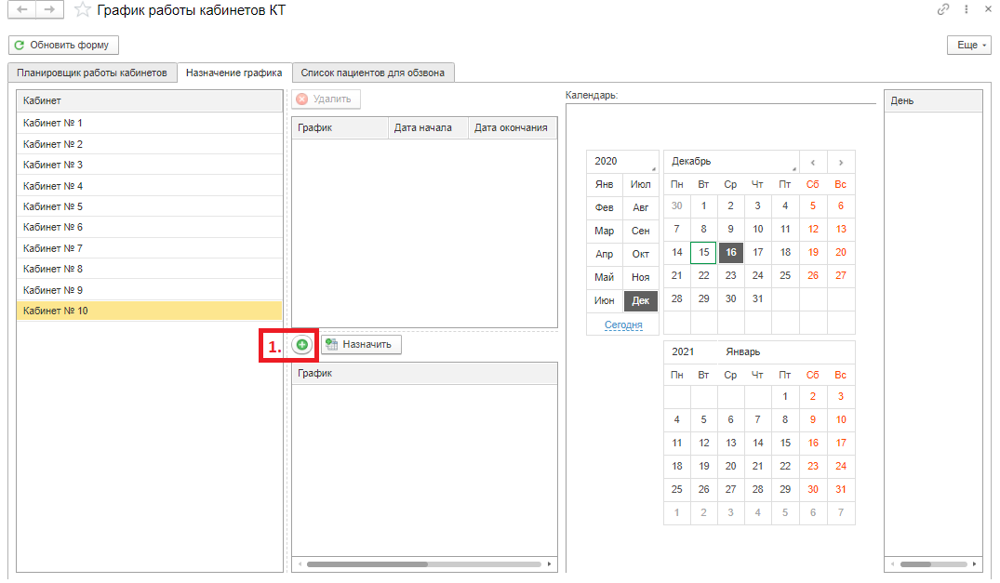 График работы кабинетов КТ
Обновить форму
Еще
Планировщик работы кабинетов
Назначение графика
Список пациентов для обзвона
Кабинет
Кабинет № 1
Кабинет № 2
Кабинет № 3
Кабинет № 4
Кабинет № 5
Кабинет № 6
Кабинет № 7
Кабинет № 8
Кабинет № 9
Кабинет № 10
Удалить
График Дата начала Дата окончания
1.
Назначить
График
Календарь:
2020
Янв Июл
Фев Авг
Мар Сен
Апр Окт
Май Ноя
Июн Дек
Сегодня
Декабрь
Пн Вт Ср Чт Пт Сб Вс
30 1 2 3 4 5 6
7 8 9 10 11 12 13
14 15 16 17 18 19 20
21 22 23 24 25 26 27
28 29 30 31
2021 Январь
Пн Вт Ср Чт Пт Сб Вс
1 2 3
4 5 6 7 8 9 10
11 12 13 14 15 16 17
18 19 20 21 22 23 24
25 26 27 28 29 30 31
1 2 3 4 5 6 7
День